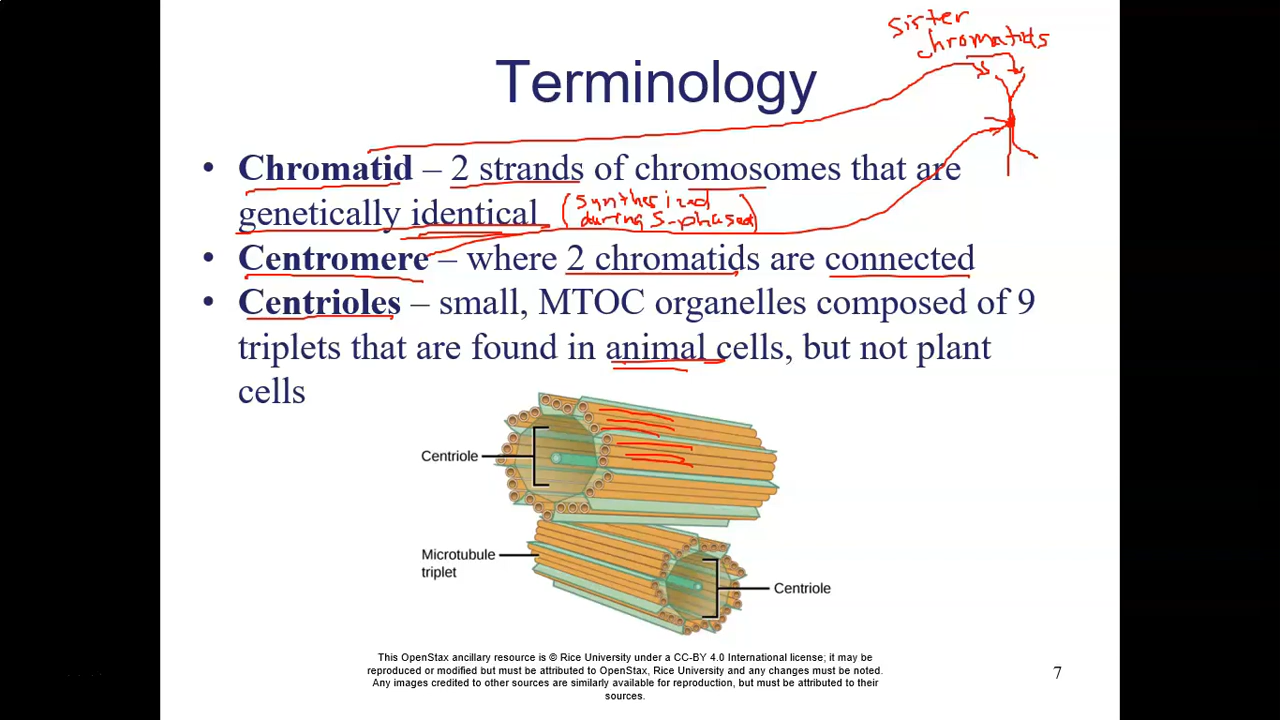 Sister
chromatids
Terminology
• Chromatid – 2 strands of chromosomes that are
genetically identical (synthesized
during S-phased)
• Centromere – where 2 chromatids are connected
• Centrioles – small, MTOC organelles composed of 9
triplets that are found in animal cells, but not plant
cells
Centriole
Microtubule
triplet
Centriole
This OpenStax ancillary resource is © Rice University under a CC-BY 4.0 International license; it may be
reproduced or modified but must be attributed to OpenStax, Rice University and any changes must be noted.
Any images credited to other sources are similarly available for reproduction, but must be attributed to their
sources.
7